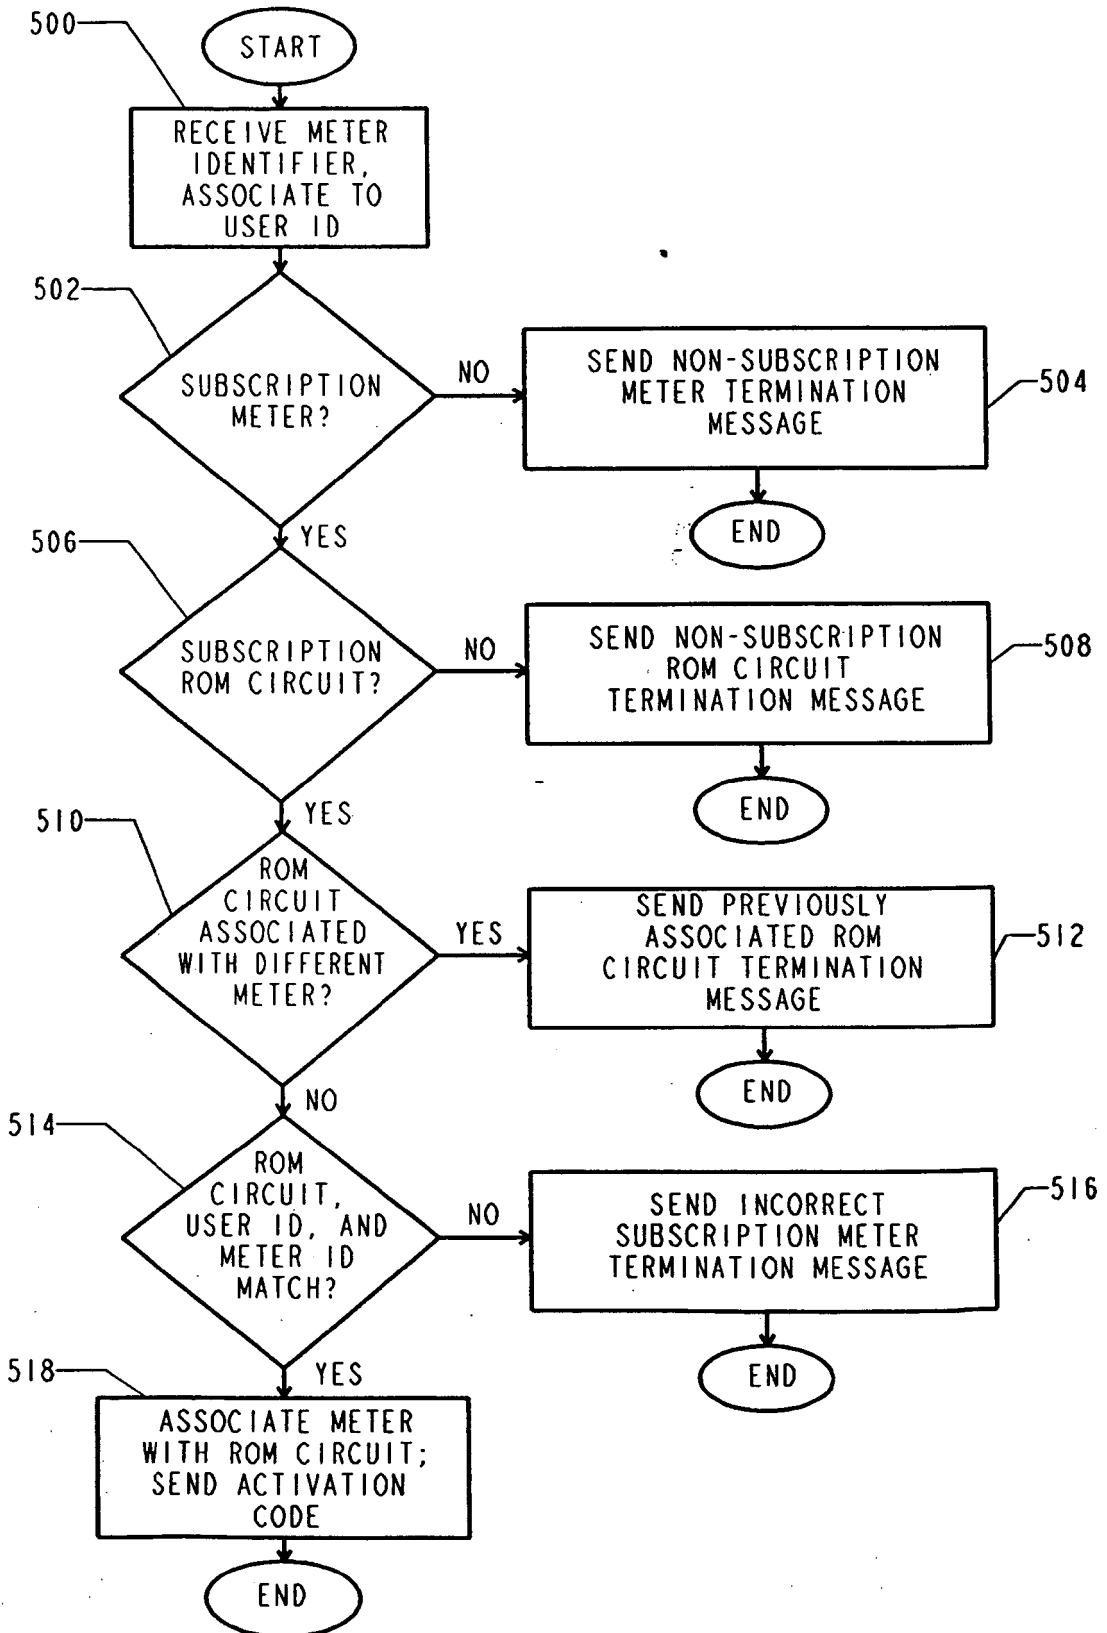 500
START
RECEIVE METER
IDENTIFIER,
ASSOCIATE TO
USER ID
502
SUBSCRIPTION
METER?
NO
SEND NON-SUBSCRIPTION
METER TERMINATION
MESSAGE
504
END
YES
506
SUBSCRIPTION
ROM CIRCUIT?
NO
SEND NON-SUBSCRIPTION
ROM CIRCUIT
TERMINATION MESSAGE
508
END
YES
510
ROM
CIRCUIT
ASSOCIATED
WITH DIFFERENT
METER?
YES
SEND PREVIOUSLY
ASSOCIATED ROM
CIRCUIT TERMINATION
MESSAGE
512
END
NO
514
ROM
CIRCUIT,
USER ID, AND
METER ID
MATCH?
NO
SEND INCORRECT
SUBSCRIPTION METER
TERMINATION MESSAGE
516
END
YES
518
ASSOCIATE METER
WITH ROM CIRCUIT;
SEND ACTIVATION
CODE
END